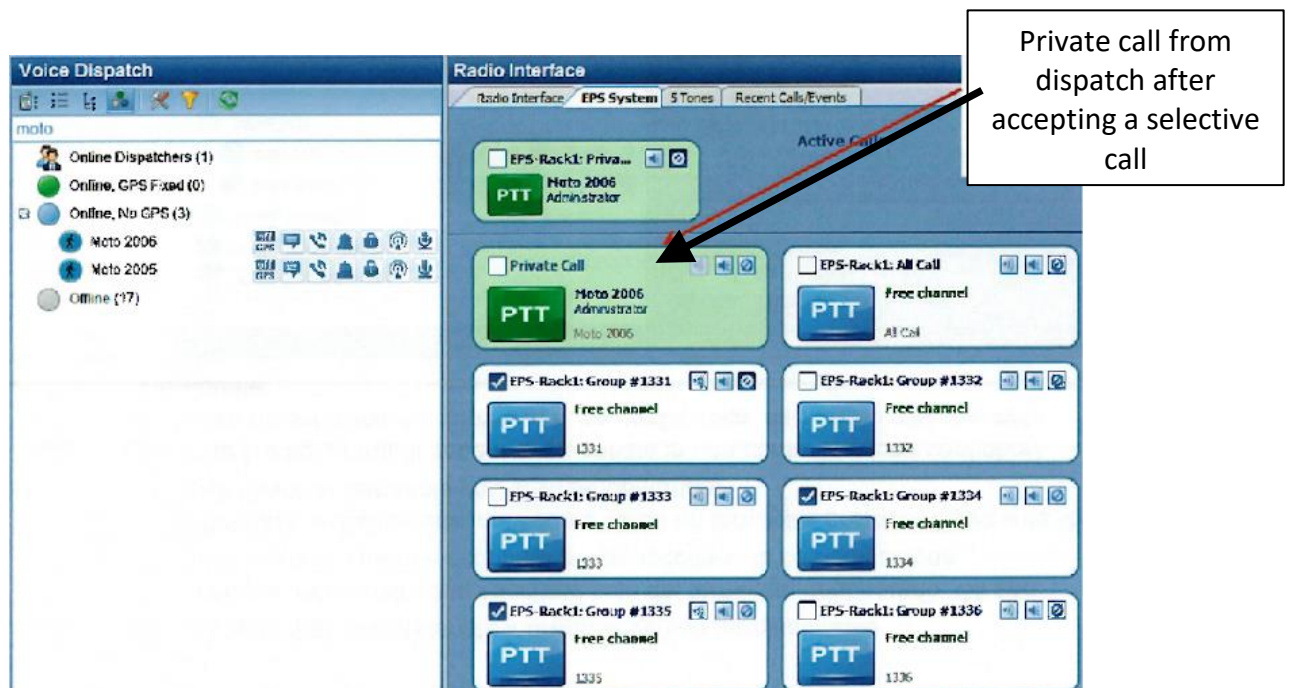 Private call from
dispatch after
accepting a selective
call
Voice Dispatch
moto
Online Dispatchers (1)
Online, GPS Fixed (0)
Online, No GPS (3)
Moto 2006
GPS
Moto 2005
GPS
Offline (97)
Radio Interface
Radio Interface EPS System 5 Tones Recent Calls/Events
Active Call
EPS-Rack1: Priva...
PTT
Moto 2006
Administrator
Private Call
PTT
Moto 2006
Administrator
Moto 2006
EPS-Rack1: All Call
PTT
Free channel
All Call
EPS-Rack1: Group #1331
PTT
Free channel
1331
EPS-Rack1: Group #1332
PTT
Free channel
1332
EPS-Rack1: Group #1333
PTT
Free channel
1333
EPS-Rack1: Group #1334
PTT
Free channel
1334
EPS-Rack1: Group #1335
PTT
Free channel
1335
EPS-Rack1: Group #1336
PTT
Free channel
1336